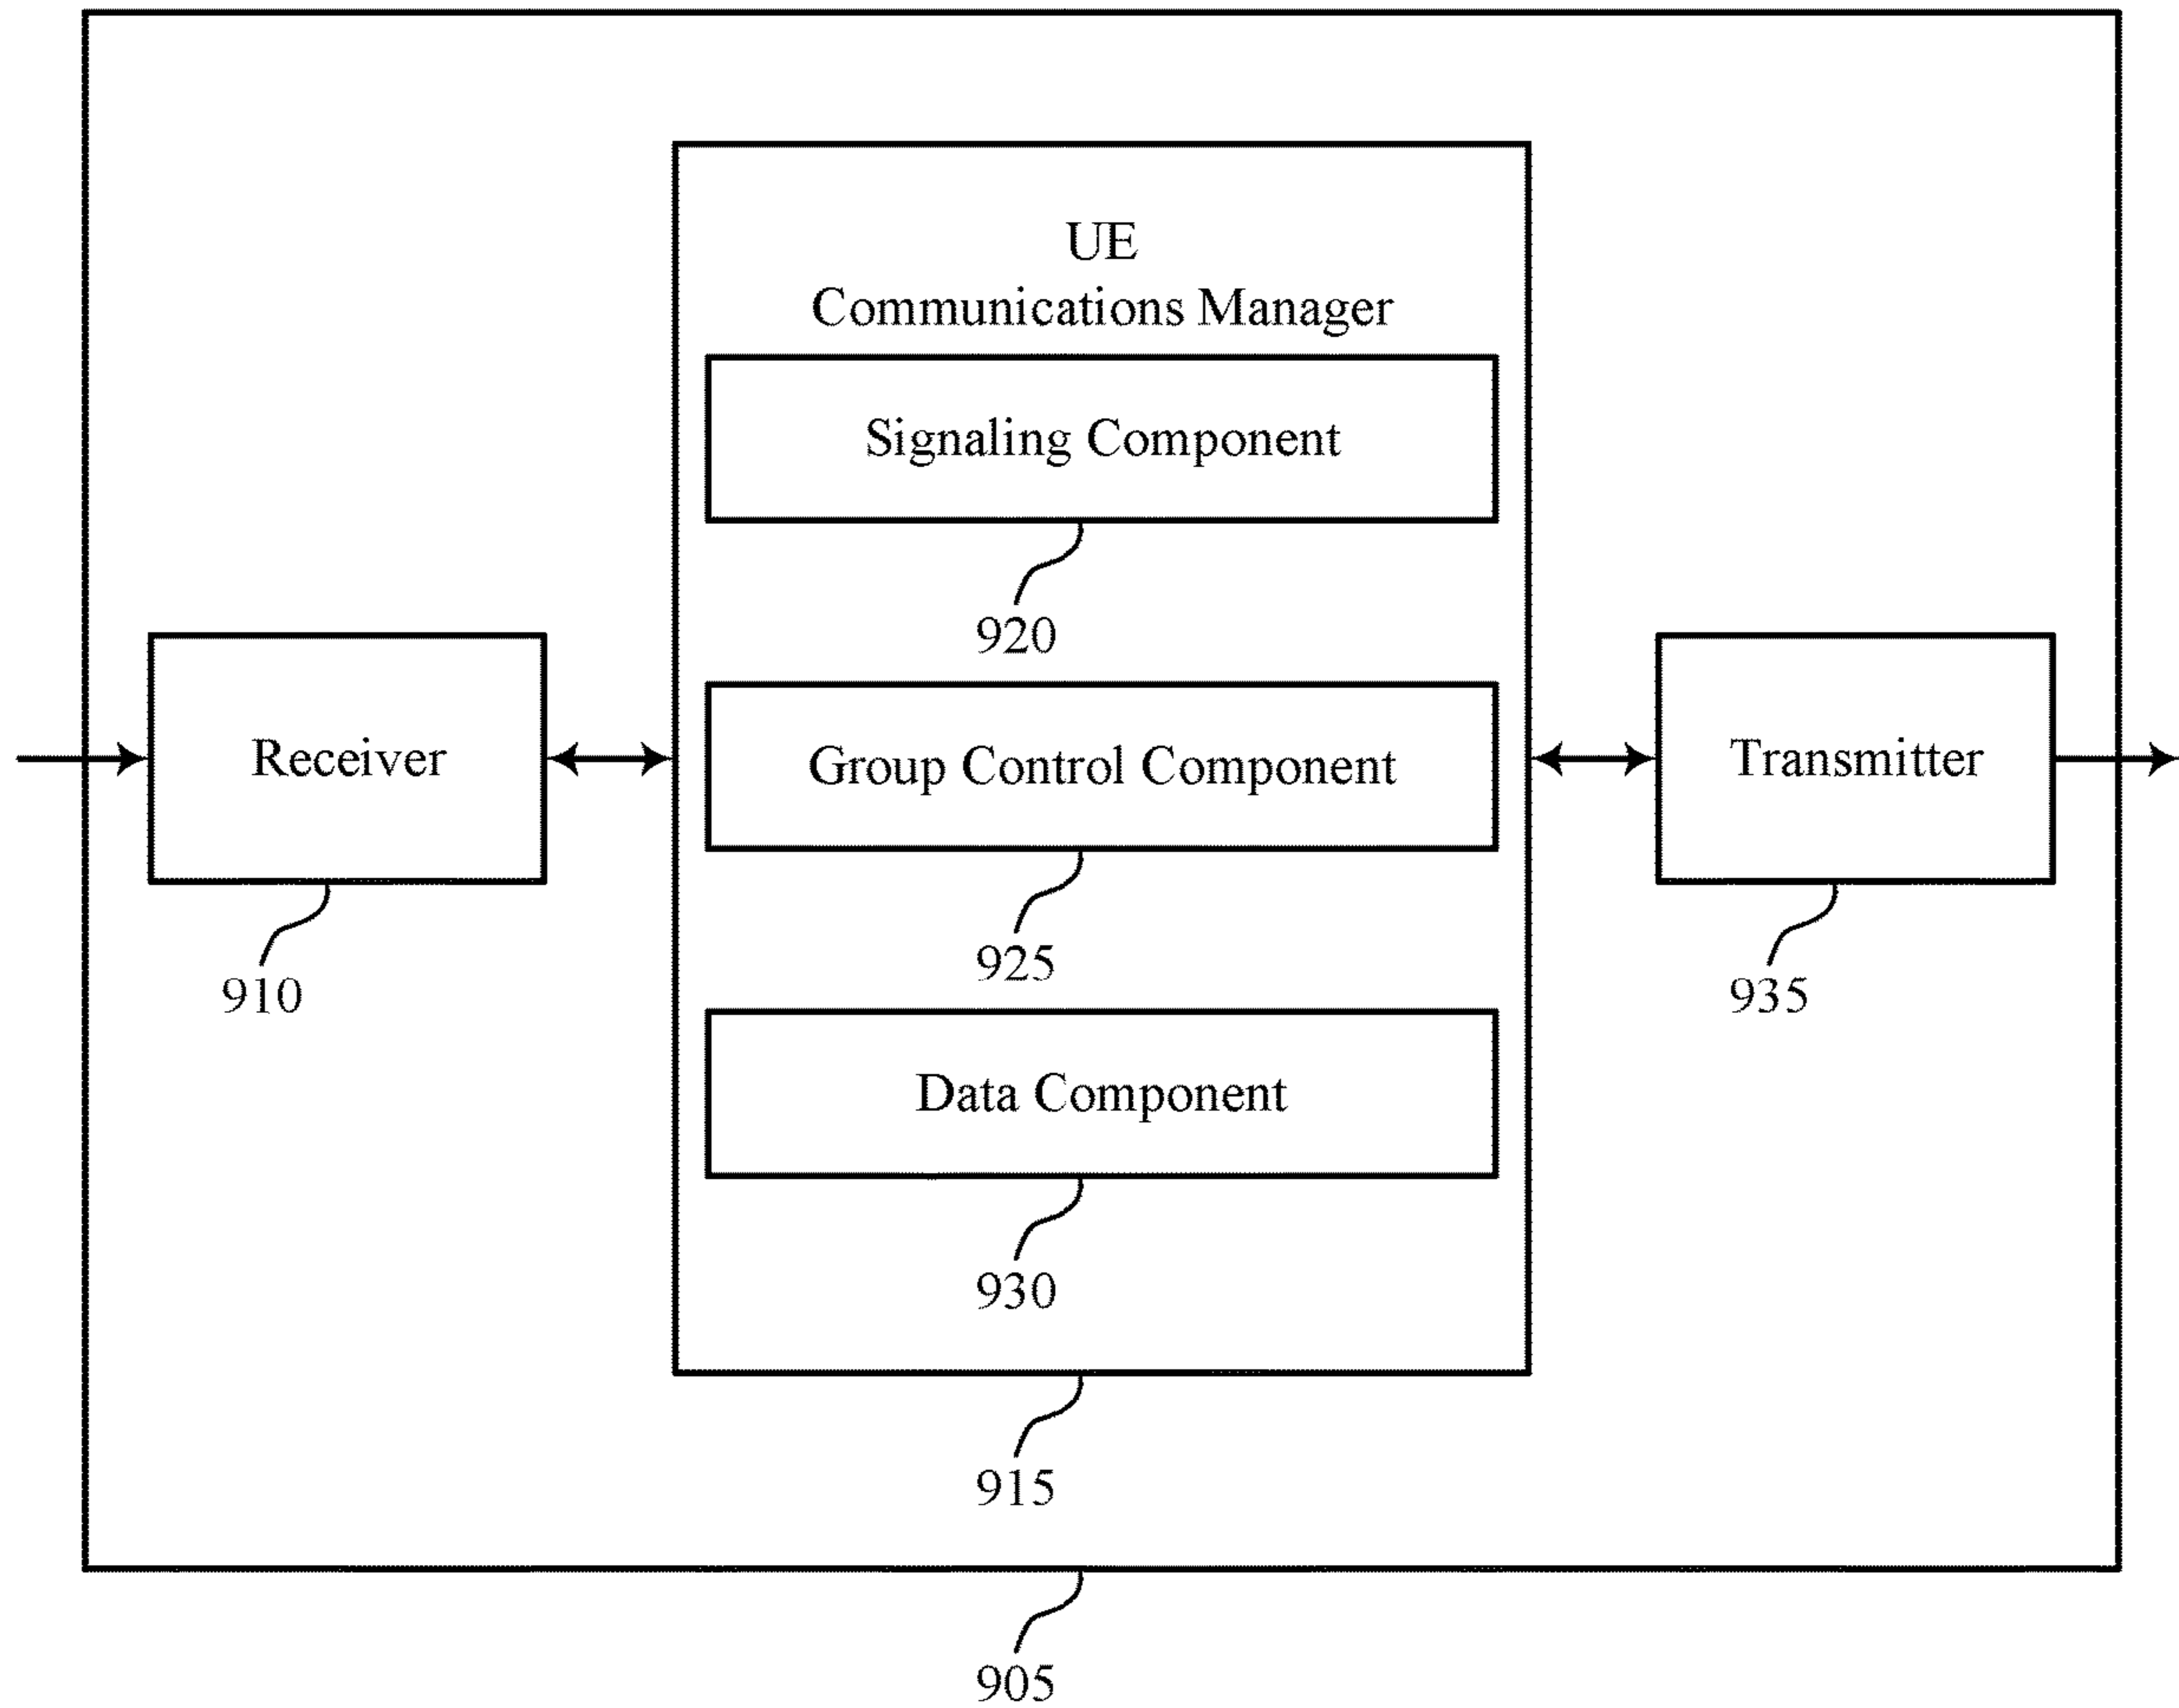 UE
Communications Manager
Signaling Component
920
Receiver
Group Control Component
Transmitter
925
910
935
Data Component
930
915
905